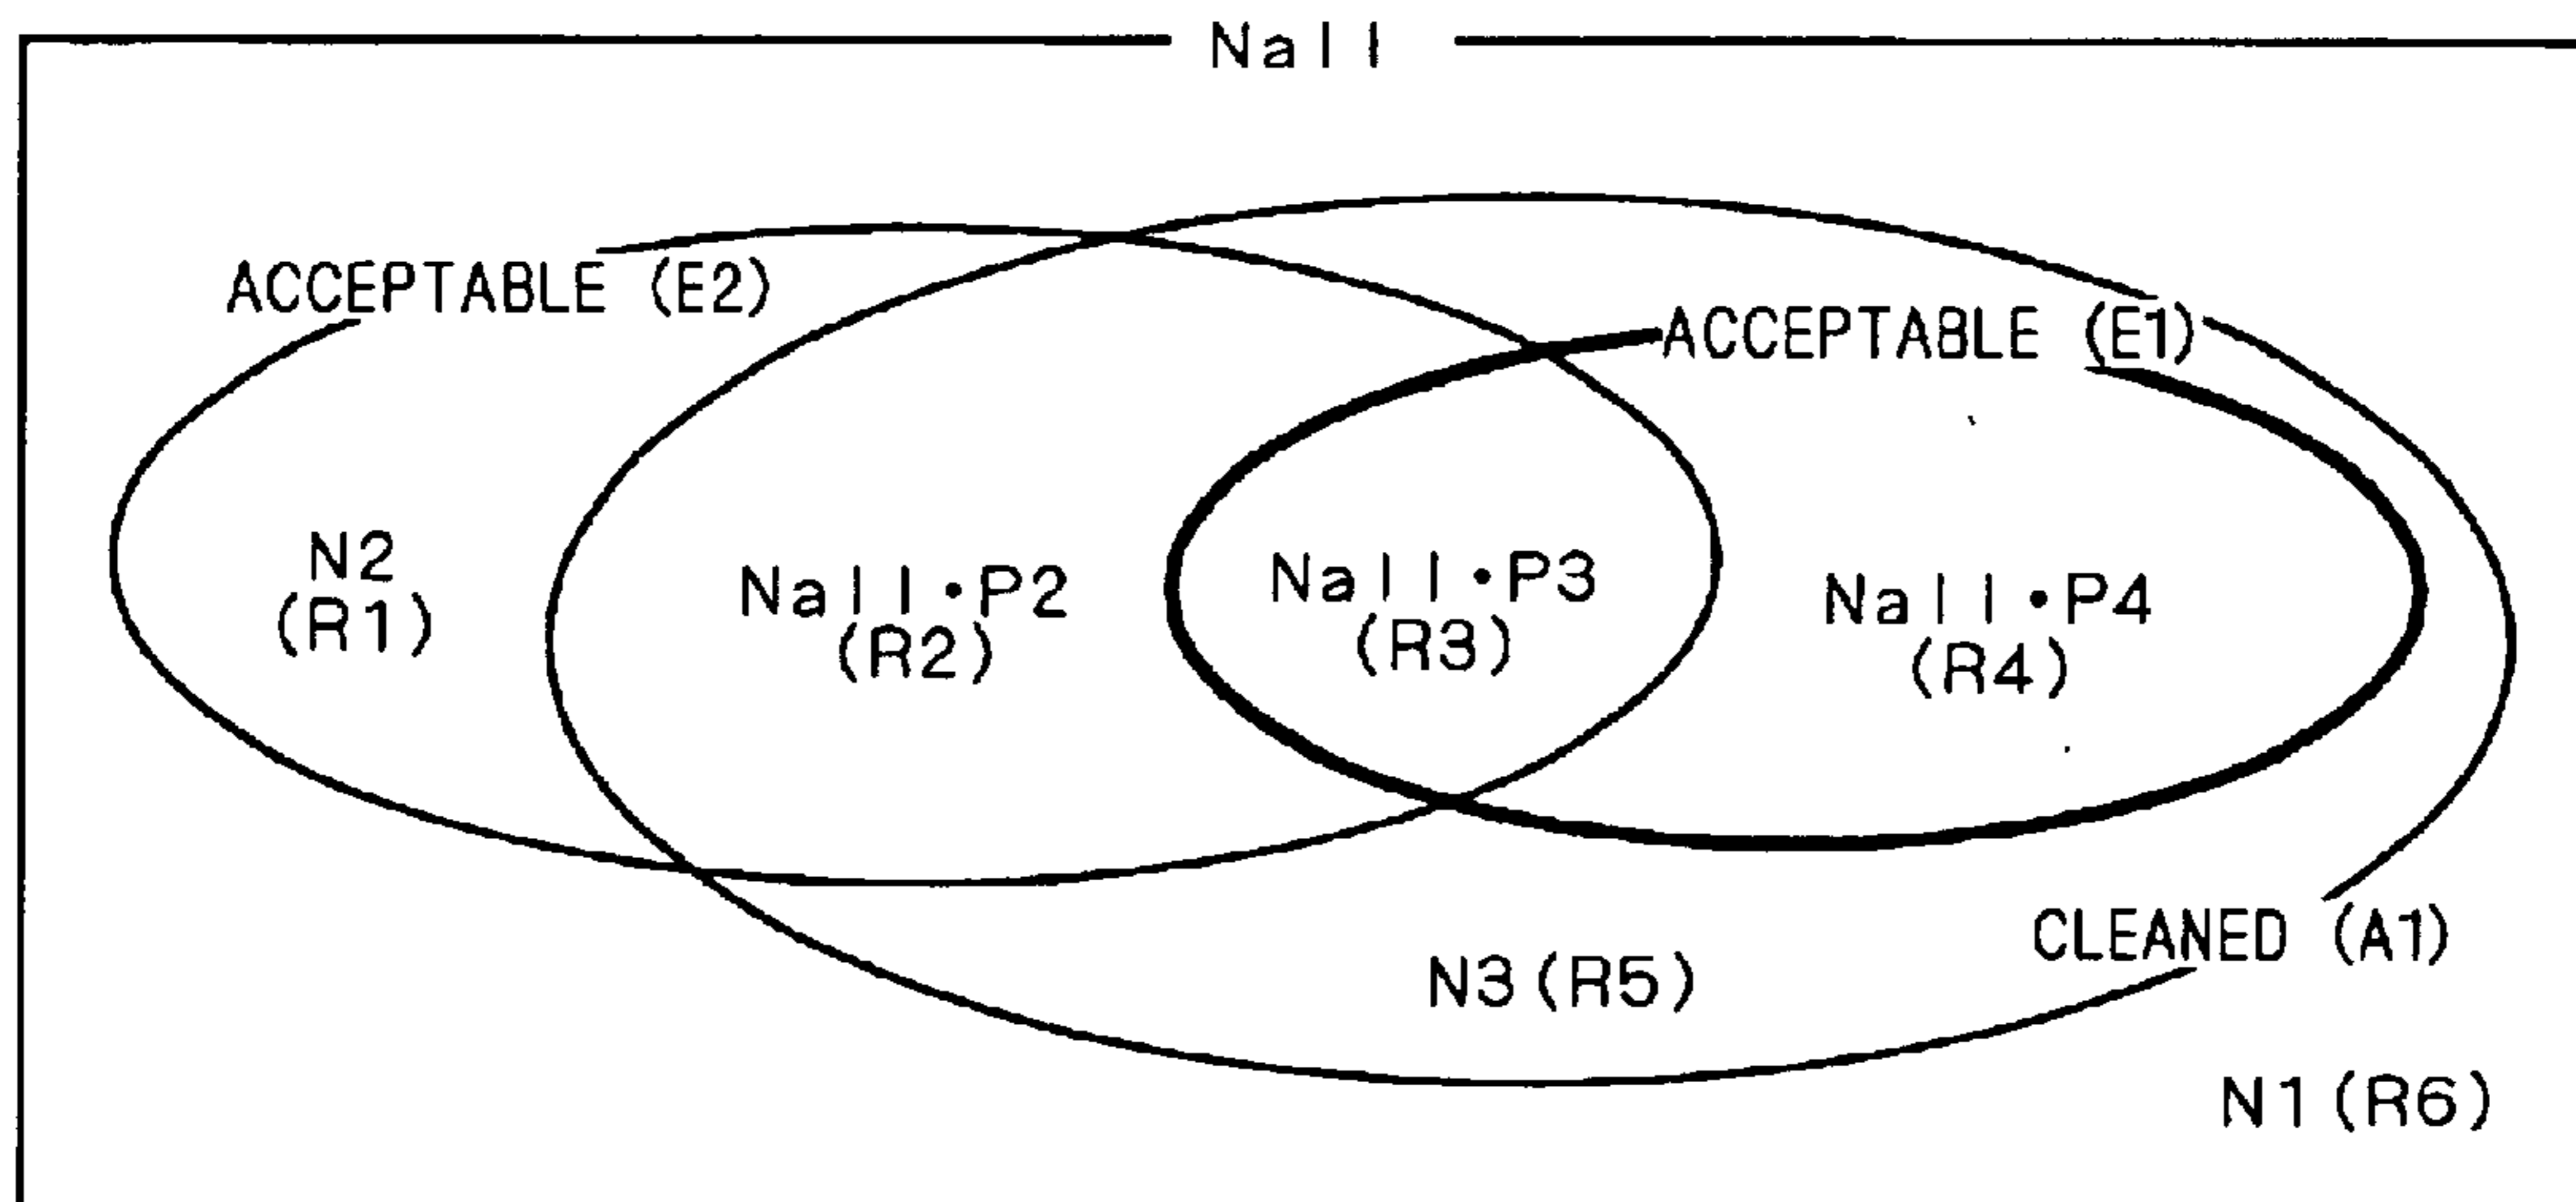 Nall
ACCEPTABLE (E2)
ACCEPTABLE (E1)
N2
(R1)
Nall•P2
(R2)
Nall•P3
(R3)
Nall•P4
(R4)
CLEANED (A1)
N3(R5)
N1(R6)